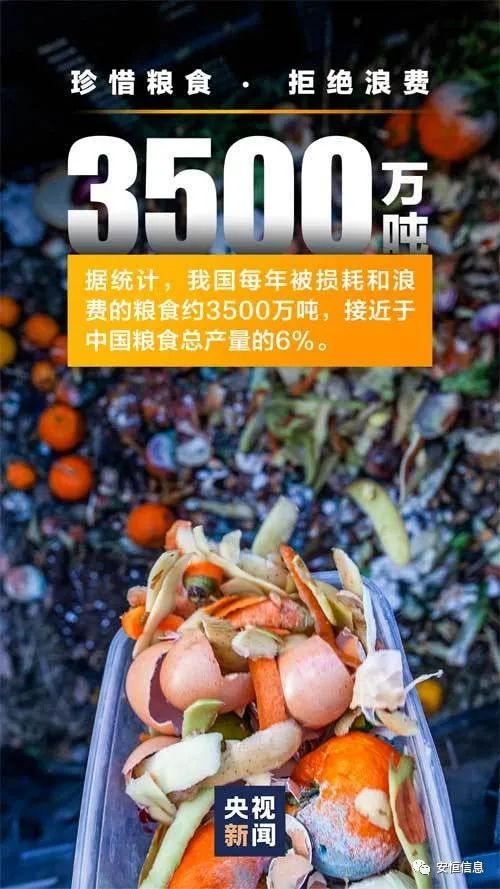 珍惜粮食 · 拒绝浪费
3500万吨
据统计，我国每年被损耗和浪
费的粮食约3500万吨，接近于
中国粮食总产量的6%。
央视
新闻
安恒信息